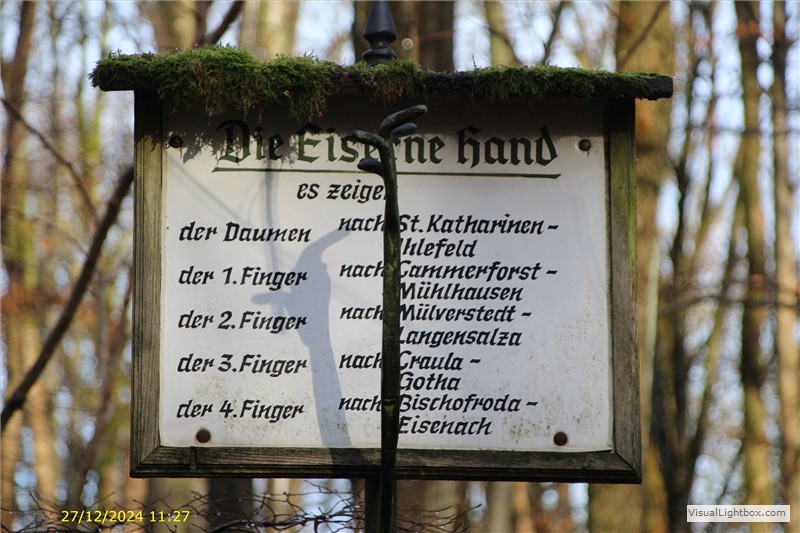 Die Eiserne Hand
es zeigen
der Daumen nach St. Katharinen-
Ihlefeld
der 1. Finger nach Cammerforst-
Mühlhausen
der 2. Finger nach Mülverstedt-
Langensalza
der 3. Finger nach Craula-
Gotha
der 4. Finger nach Bischofroda-
Eisenach
27/12/2024 11:27
VisualLightbox.com